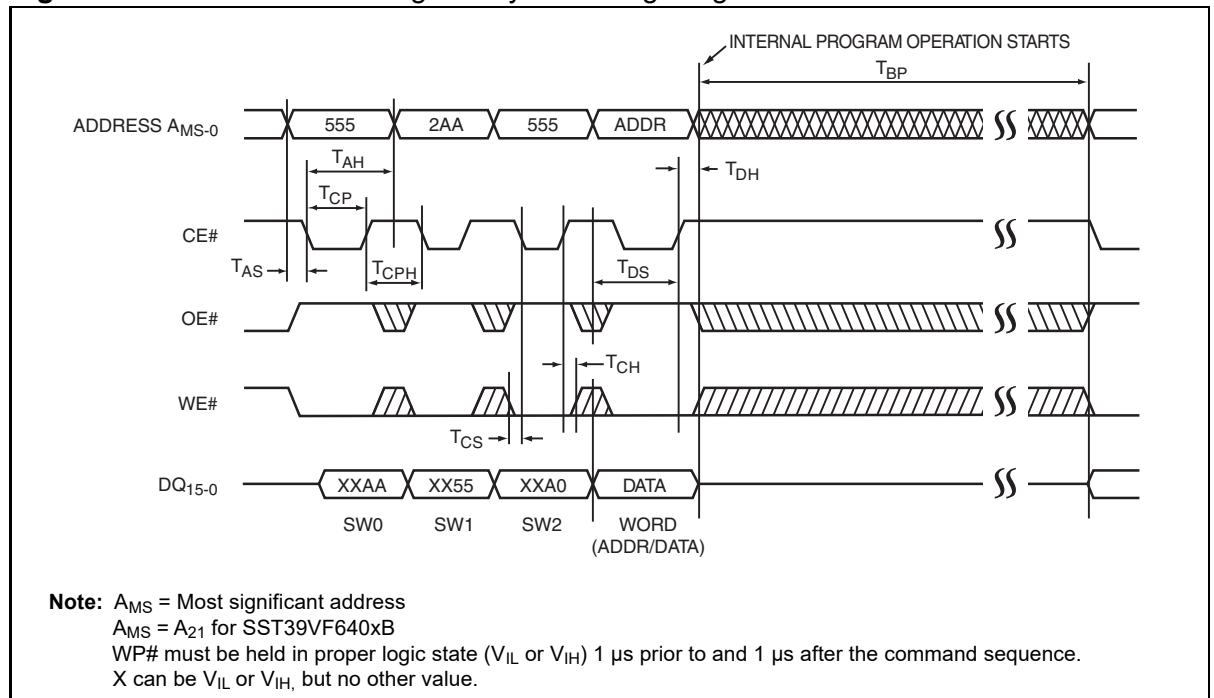 INTERNAL PROGRAM OPERATION STARTS
TBP
ADDRESS AMS-0
555
2AA
555
ADDR
TAH
TDH
TCP
CE#
TAS
TCPH
TDS
OE#
TCH
WE#
TCS
DQ15-0
XXAA
XX55
XXA0
DATA
SW0
SW1
SW2
WORD
(ADDR/DATA)
Note: AMS = Most significant address
AMS = A21 for SST39VF640xB
WP# must be held in proper logic state (VIL or VIH) 1 µs prior to and 1 µs after the command sequence.
X can be VIL or VIH, but no other value.